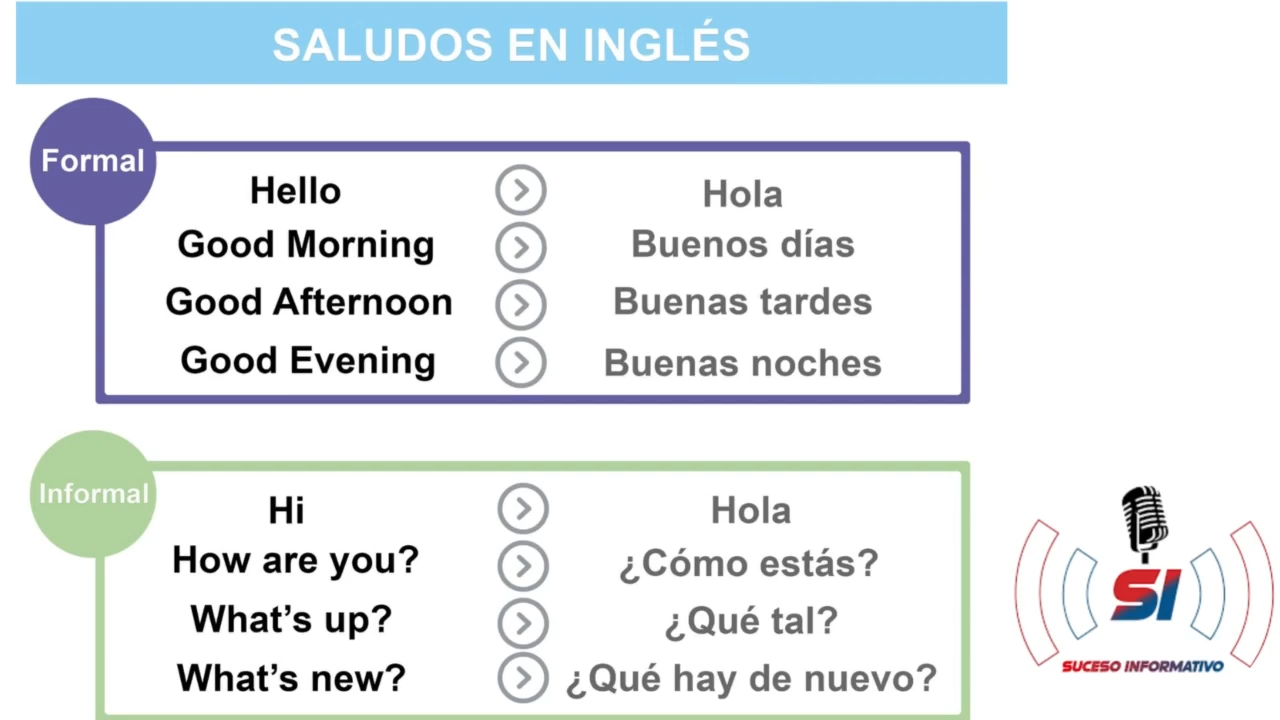 SALUDOS EN INGLÉS
Formal
Hello Hola
Good Morning Buenos días
Good Afternoon Buenas tardes
Good Evening Buenas noches
Informal
Hi Hola
How are you? ¿Cómo estás?
What’s up? ¿Qué tal?
What’s new? ¿Qué hay de nuevo?
SI
SUCESO INFORMATIVO